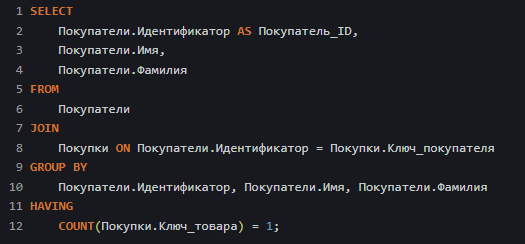 1 SELECT
2 Покупатели.Идентификатор AS Покупатель_ID,
3 Покупатели.Имя,
4 Покупатели.Фамилия
5 FROM
6 Покупатели
7 JOIN
8 Покупки ON Покупатели.Идентификатор = Покупки.Ключ_покупателя
9 GROUP BY
10 Покупатели.Идентификатор, Покупатели.Имя, Покупатели.Фамилия
11 HAVING
12 COUNT(Покупки.Ключ_товара) = 1;